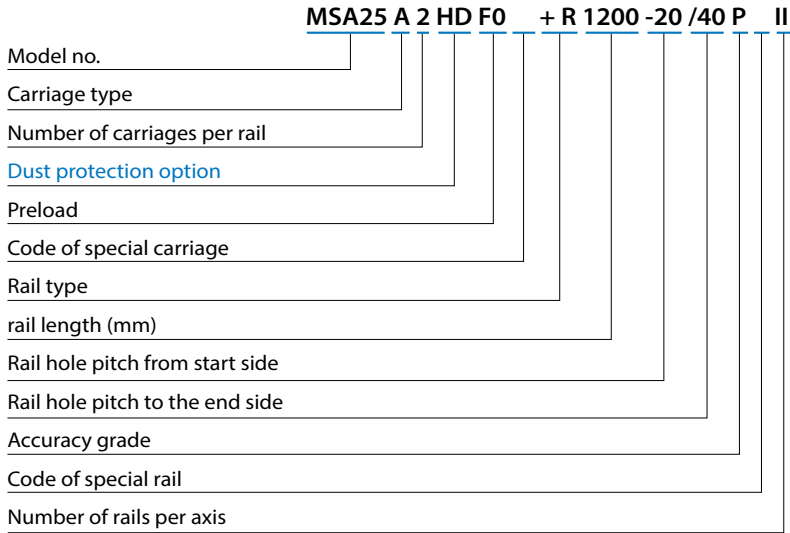 MSA25 A 2 HD F0 + R 1200 -20 /40 P II
Model no.
Carriage type
Number of carriages per rail
Dust protection option
Preload
Code of special carriage
Rail type
rail length (mm)
Rail hole pitch from start side
Rail hole pitch to the end side
Accuracy grade
Code of special rail
Number of rails per axis